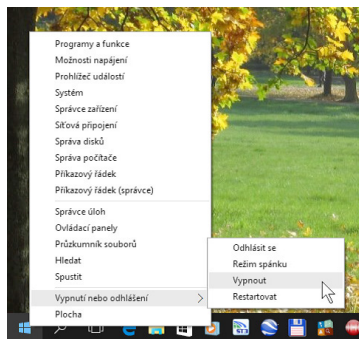 Programy a funkce
Možnosti napájení
Prohlížeč událostí
Systém
Správce zařízení
Síťová připojení
Správa disků
Správa počítače
Příkazový řádek
Příkazový řádek (správce)
Správce úloh
Ovládací panely
Průzkumník souborů
Hledat
Spustit
Vypnutí nebo odhlášení
Plocha
Odhlásit se
Režim spánku
Vypnout
Restartovat